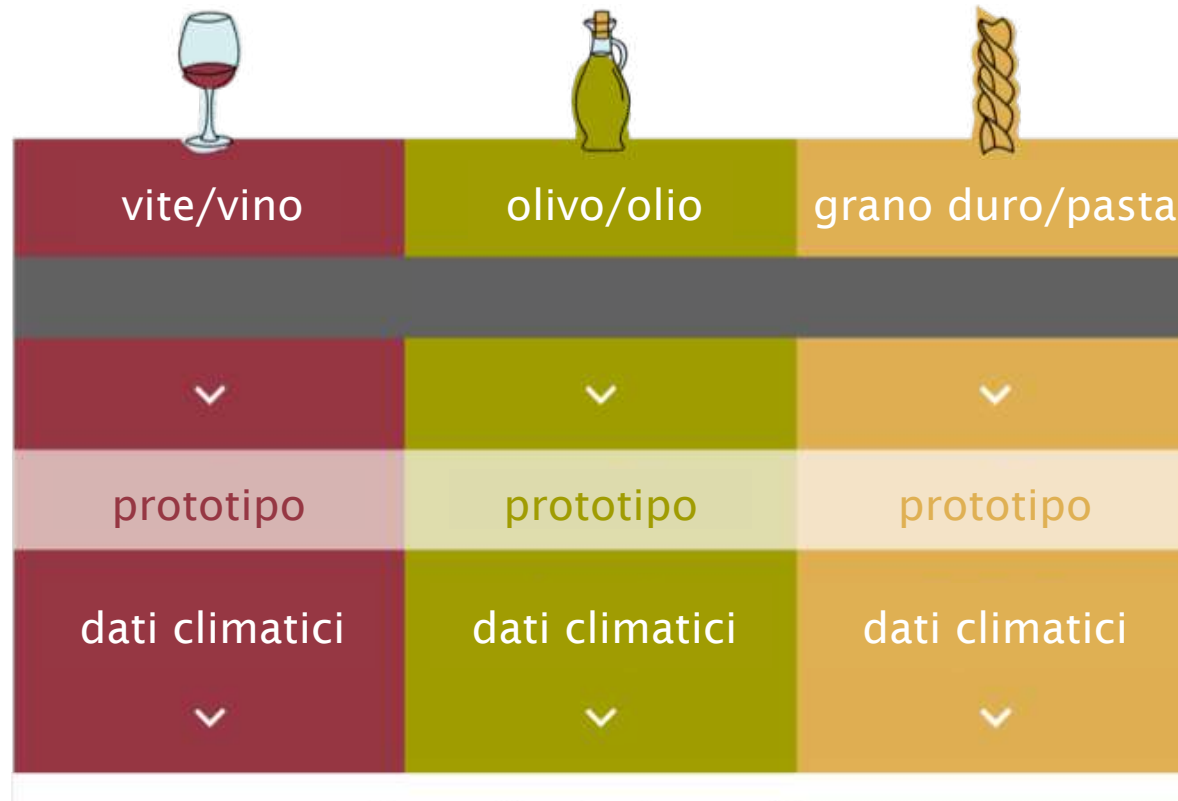 vite/vino olivo/olio grano duro/pasta
prototipo prototipo prototipo
dati climatici dati climatici dati climatici